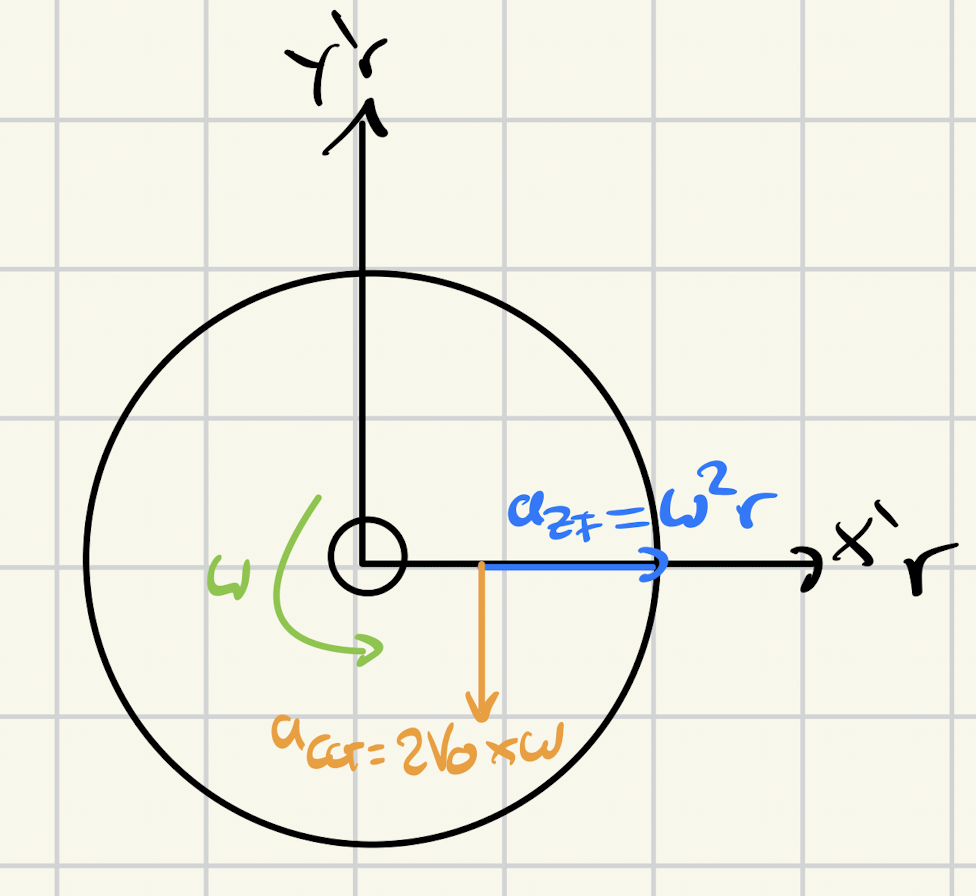 Y'r
a_ZF = ω²r
X'
r
ω
a_cor = 2V₀ × ω